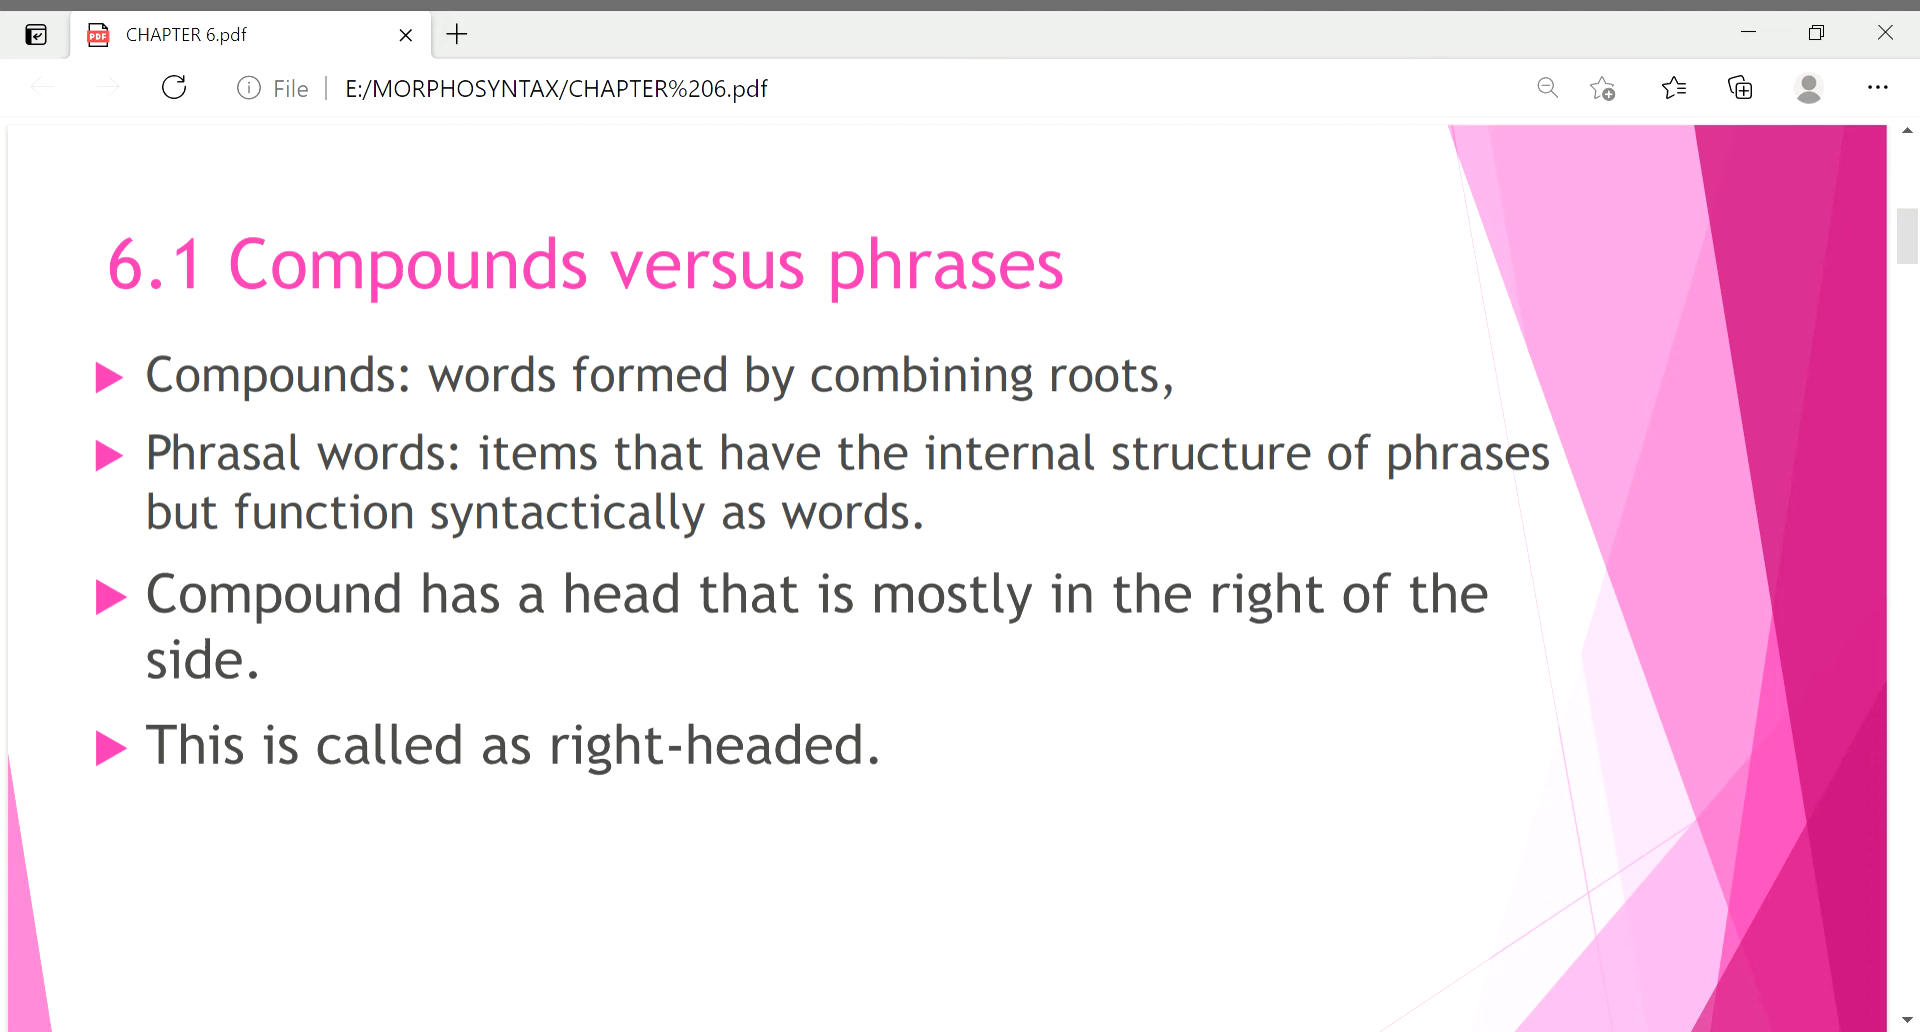 CHAPTER 6.pdf
File
E:/MORPHOSYNTAX/CHAPTER%206.pdf
6.1 Compounds versus phrases
Compounds: words formed by combining roots,
Phrasal words: items that have the internal structure of phrases
but function syntactically as words.
Compound has a head that is mostly in the right of the
side.
This is called as right-headed.